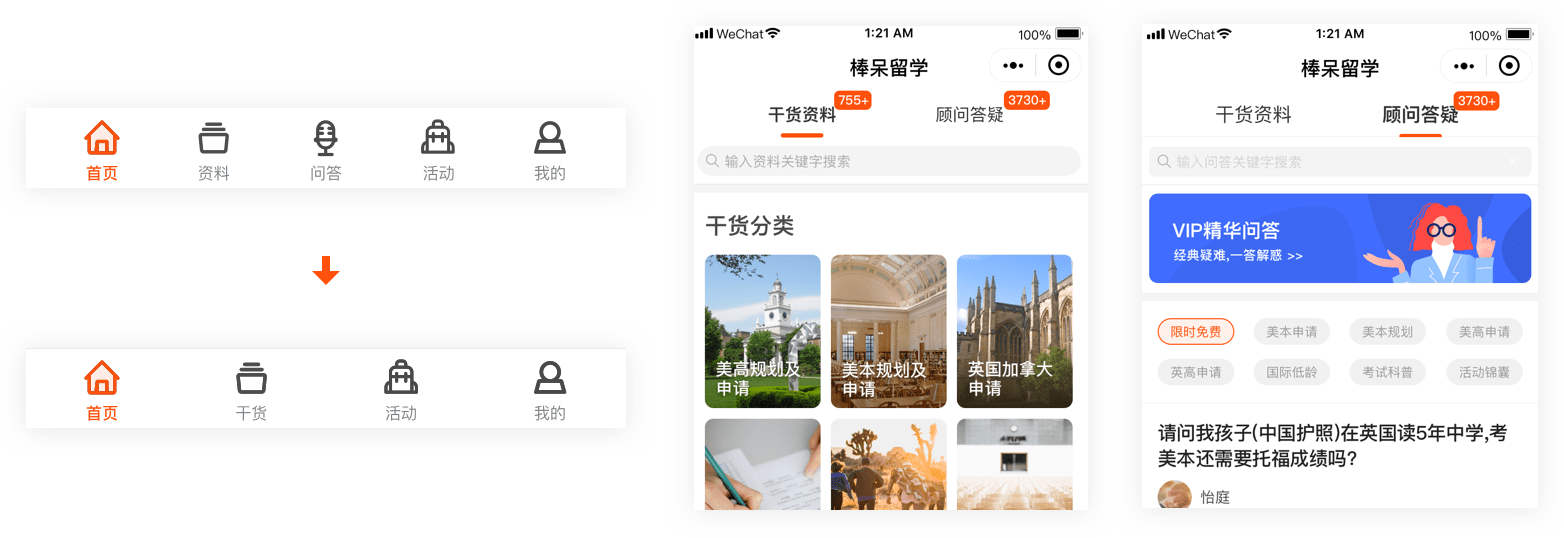 首页 资料 问答 活动 我的
首页 干货 活动 我的
WeChat 1:21 AM 100%
棒呆留学
干货资料 755+ 顾问答疑 3730+
输入资料关键字搜索
干货分类
美高规划及
申请
美本规划及
申请
英国加拿大
申请
WeChat 1:21 AM 100%
棒呆留学
干货资料 顾问答疑 3730+
输入问答关键字搜索
VIP精华问答
经典疑难,一答解惑 >>
限时免费 美本申请 美本规划 美高申请
英高申请 国际低龄 考试科普 活动锦囊
请问我孩子(中国护照)在英国读5年中学,考
美本还需要托福成绩吗?
怡庭